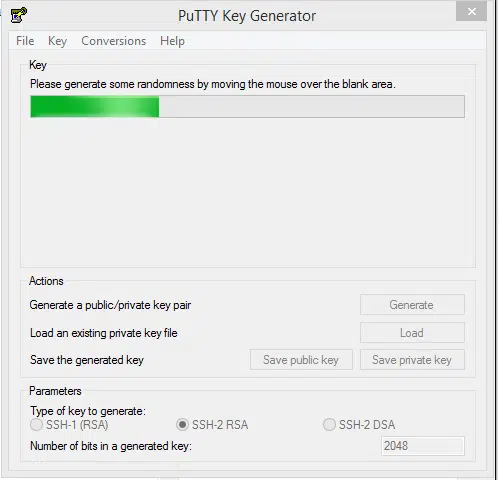 PuTTY Key Generator
File Key Conversions Help
Key
Please generate some randomness by moving the mouse over the blank area.
Actions
Generate a public/private key pair Generate
Load an existing private key file Load
Save the generated key Save public key Save private key
Parameters
Type of key to generate:
SSH-1 (RSA) SSH-2 RSA SSH-2 DSA
Number of bits in a generated key: 2048